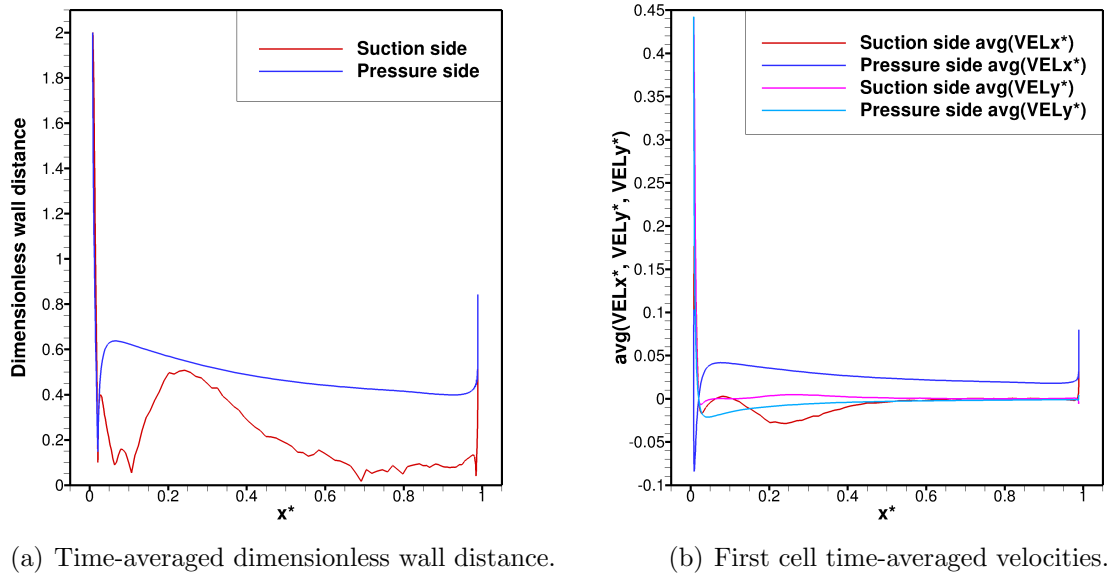 Dimensionless wall distance
2
1.8
1.6
1.4
1.2
1
0.8
0.6
0.4
0.2
0
0 0.2 0.4 0.6 0.8 1
x*
Suction side
Pressure side
(a) Time-averaged dimensionless wall distance.
avg(VELx*, VELy*, VELy*)
0.45
0.4
0.35
0.3
0.25
0.2
0.15
0.1
0.05
0
-0.05
-0.1
0 0.2 0.4 0.6 0.8 1
x*
Suction side avg(VELx*)
Pressure side avg(VELx*)
Suction side avg(VELy*)
Pressure side avg(VELy*)
(b) First cell time-averaged velocities.